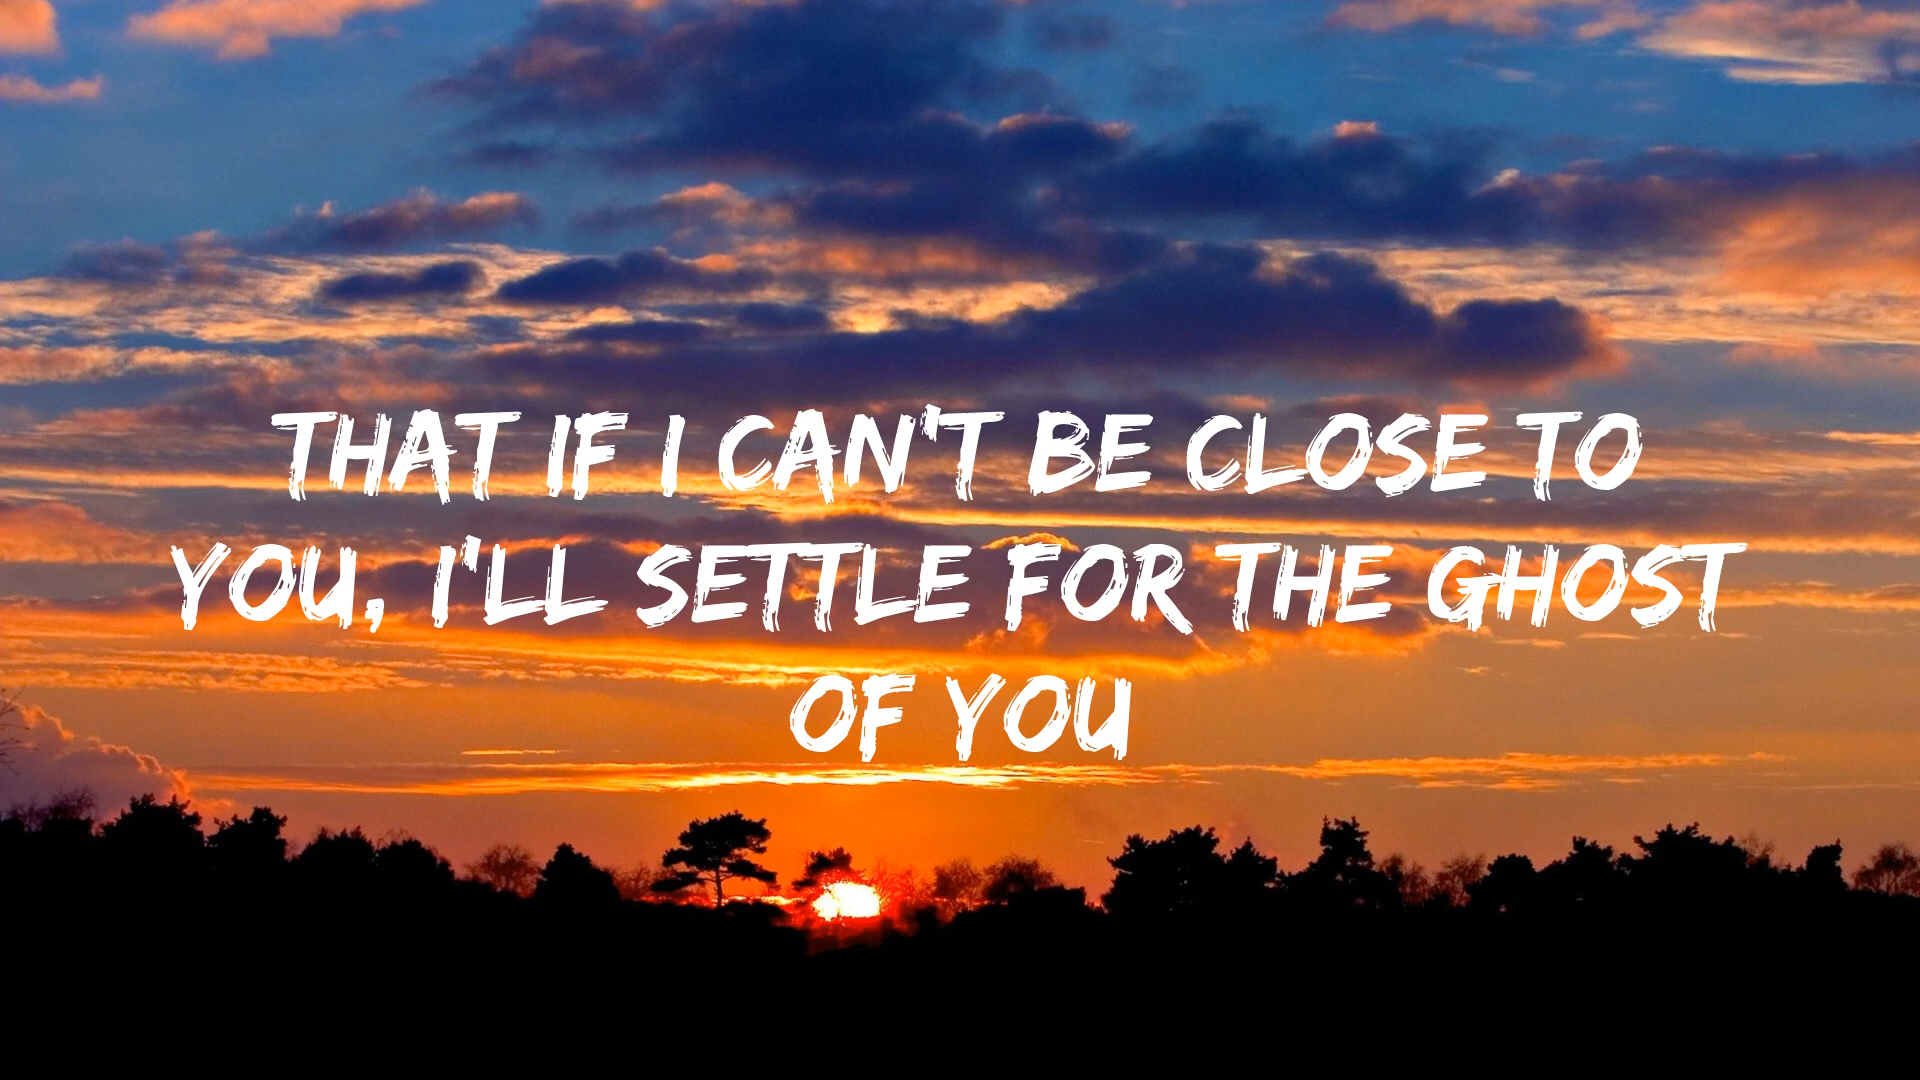 THAT IF I CAN'T BE CLOSE TO
YOU, I'LL SETTLE FOR THE GHOST
OF YOU